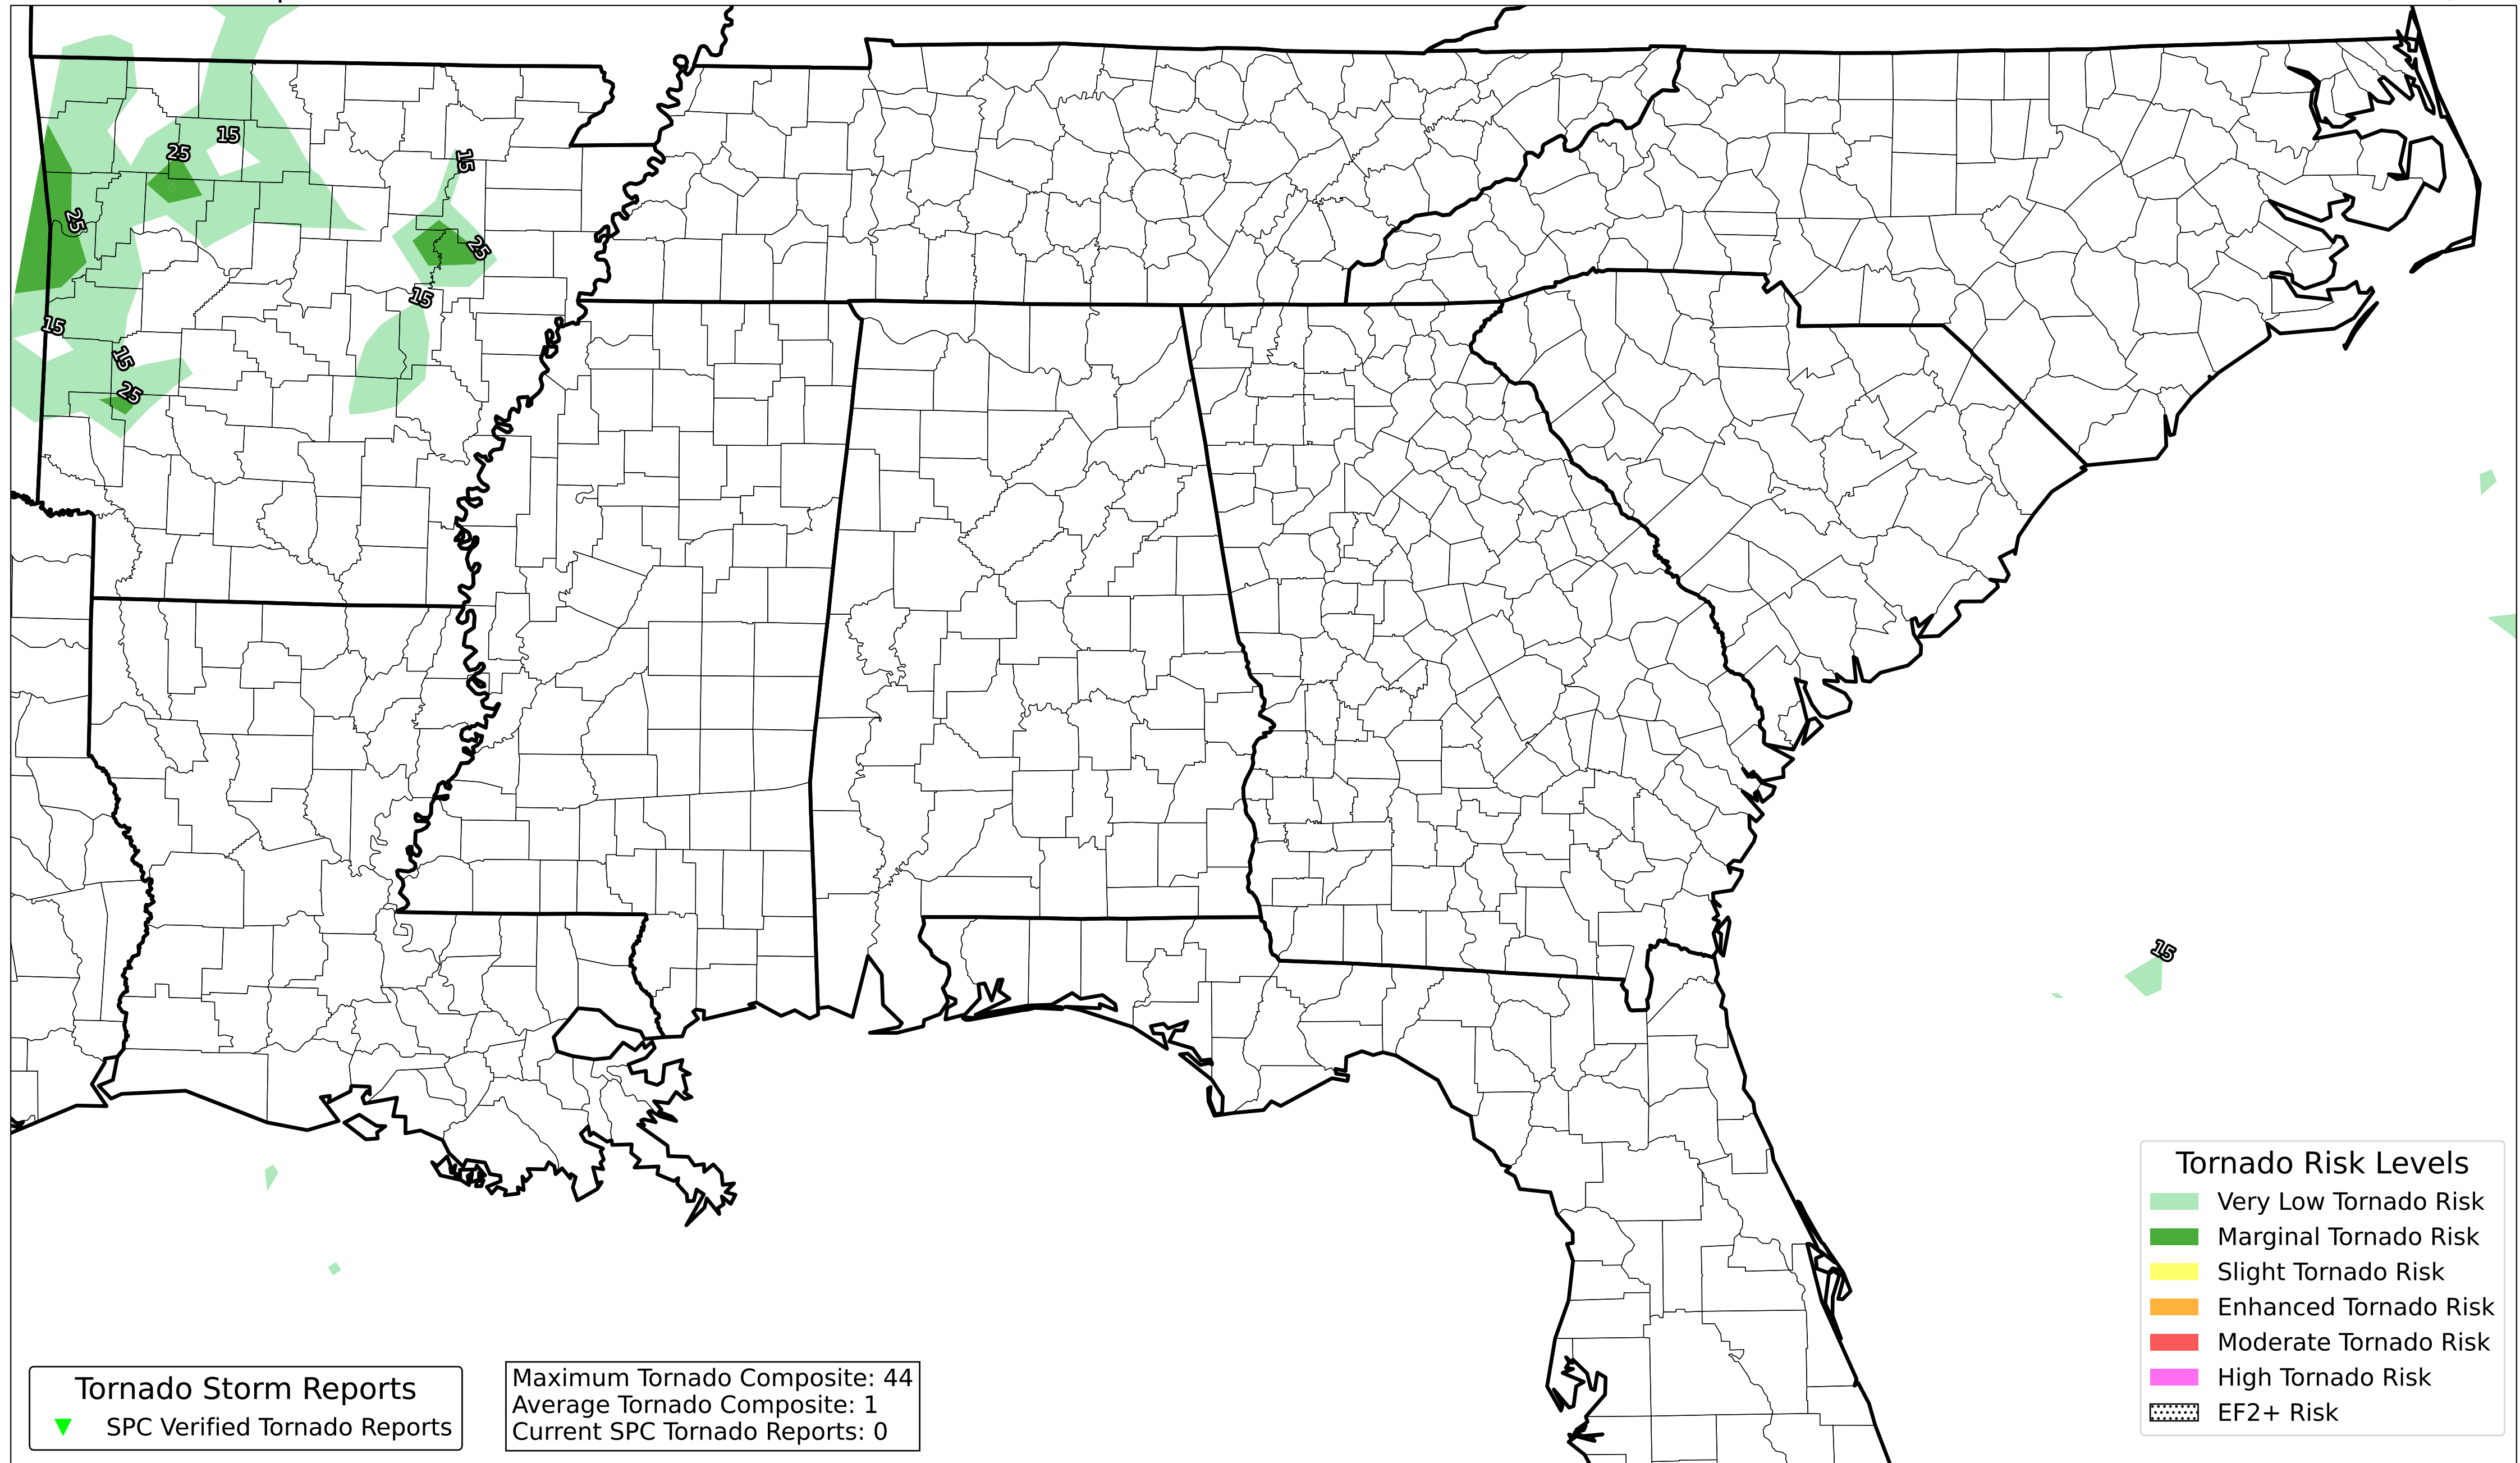 15
25
15
25
25
15
15
15
25
15
Tornado Risk Levels
Very Low Tornado Risk
Marginal Tornado Risk
Slight Tornado Risk
Enhanced Tornado Risk
Moderate Tornado Risk
High Tornado Risk
EF2+ Risk
Tornado Storm Reports
SPC Verified Tornado Reports
Maximum Tornado Composite: 44
Average Tornado Composite: 1
Current SPC Tornado Reports: 0